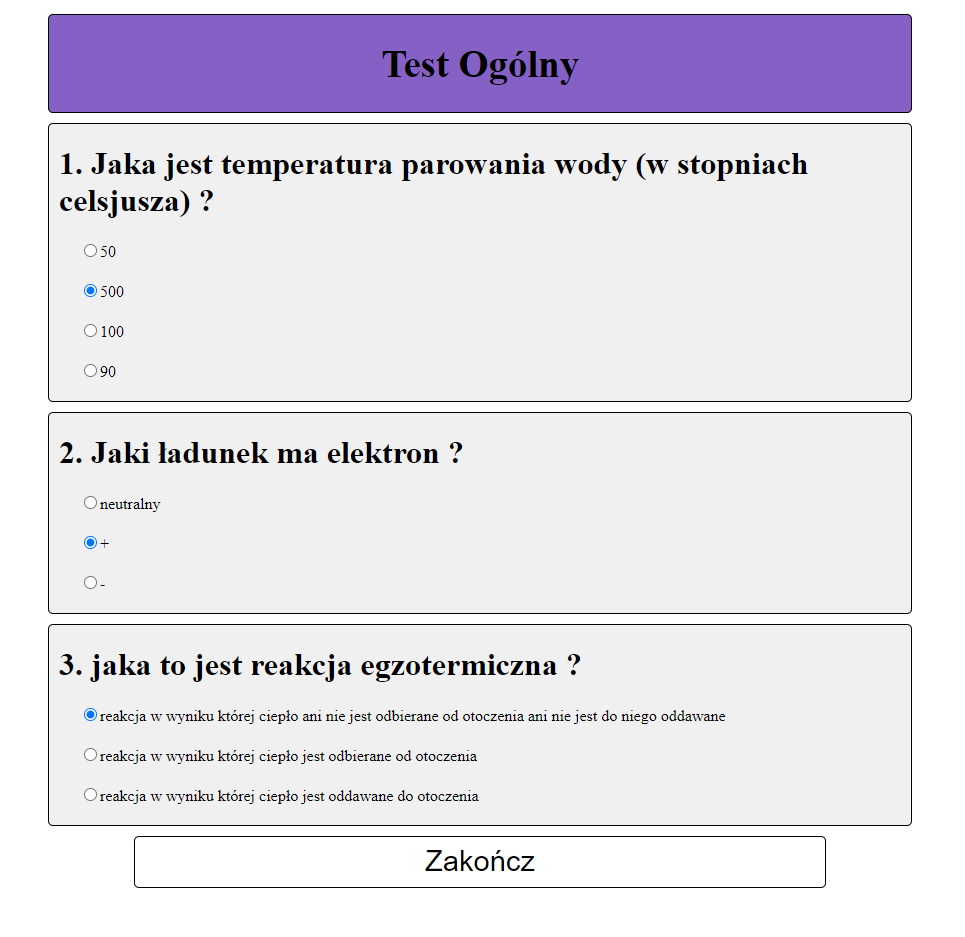 Test Ogólny
1. Jaka jest temperatura parowania wody (w stopniach
celsjusza) ?
50
500
100
90
2. Jaki ładunek ma elektron ?
neutralny
+
-
3. jaka to jest reakcja egzotermiczna ?
reakcja w wyniku której ciepło ani nie jest odbierane od otoczenia ani nie jest do niego oddawane
reakcja w wyniku której ciepło jest odbierane od otoczenia
reakcja w wyniku której ciepło jest oddawane do otoczenia
Zakończ